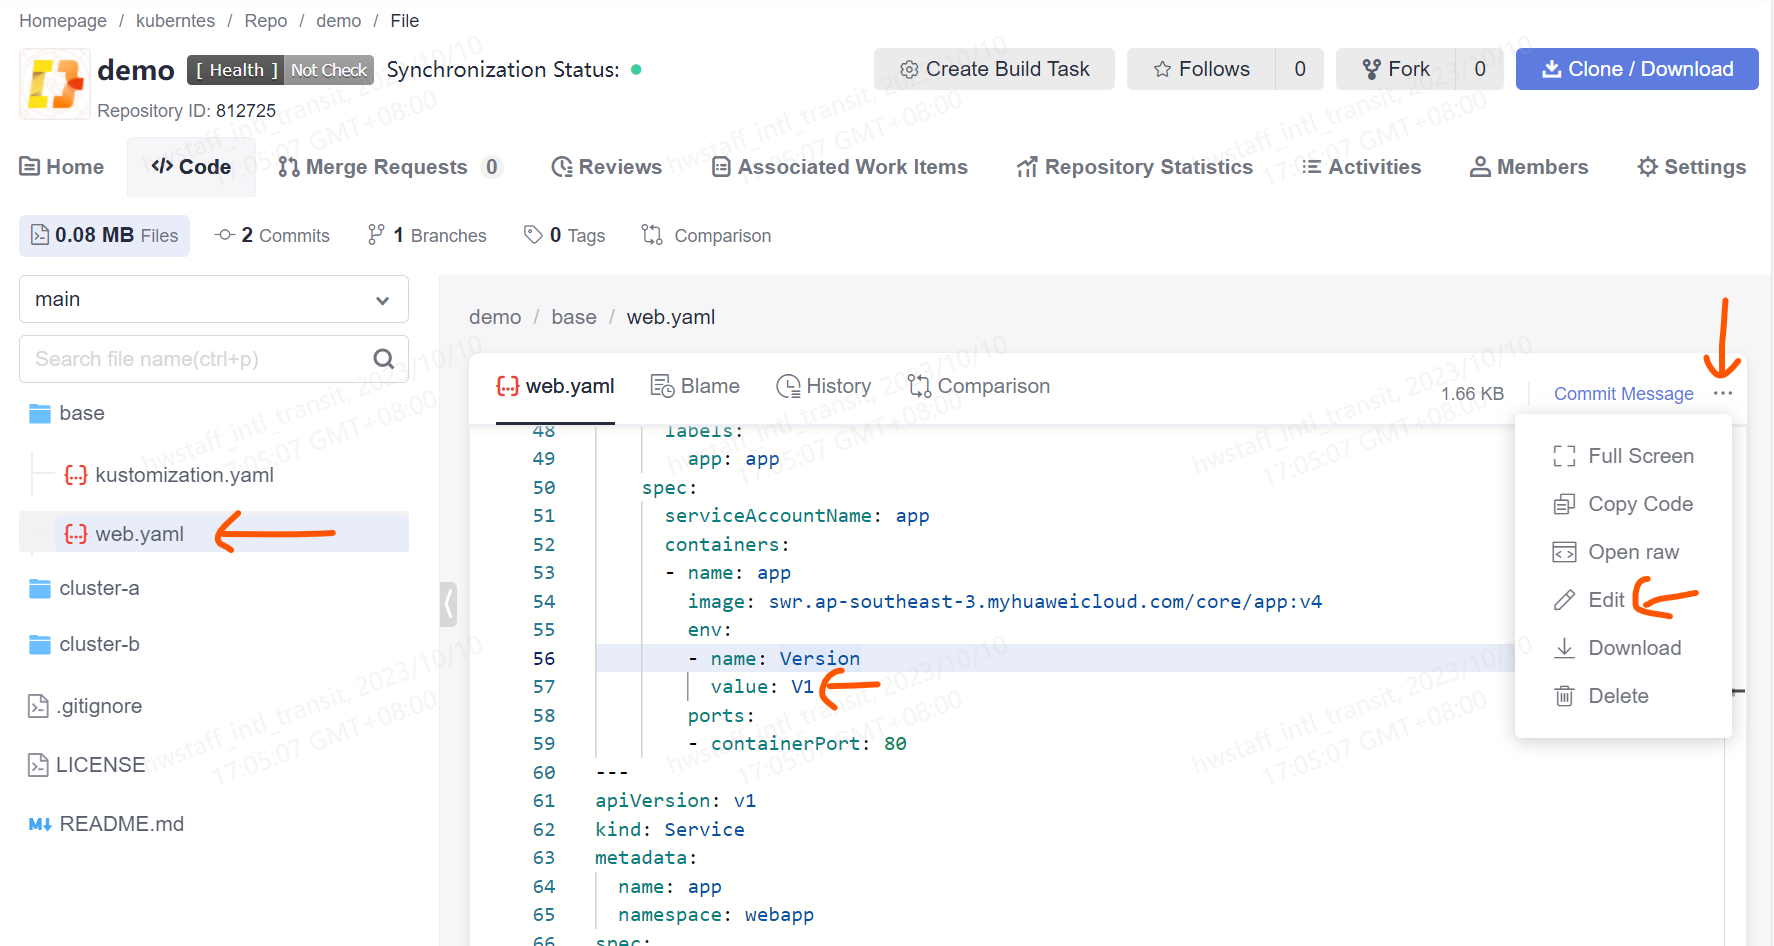 Homepage / kuberntes / Repo / demo / File
demo [ Health ] Not Check Synchronization Status:
Create Build Task Follows 0 Fork 0 Clone / Download
Repository ID: 812725
Home Code Merge Requests 0 Reviews Associated Work Items Repository Statistics Activities Members Settings
0.08 MB Files 2 Commits 1 Branches 0 Tags Comparison
main
Search file name(ctrl+p)
base
kustomization.yaml
web.yaml
cluster-a
cluster-b
.gitignore
LICENSE
README.md
demo / base / web.yaml
web.yaml Blame History Comparison 1.66 KB Commit Message ...
48 labels:
49 app: app
50 spec:
51 serviceAccountName: app
52 containers:
53 - name: app
54 image: swr.ap-southeast-3.myhuaweicloud.com/core/app:v4
55 env:
56 - name: Version
57 value: V1
58 ports:
59 - containerPort: 80
60 ---
61 apiVersion: v1
62 kind: Service
63 metadata:
64 name: app
65 namespace: webapp
66 spec:
Full Screen
Copy Code
Open raw
Edit
Download
Delete
hwstaff_intl_transit, 2023/10/10
17:05:07 GMT+08:00